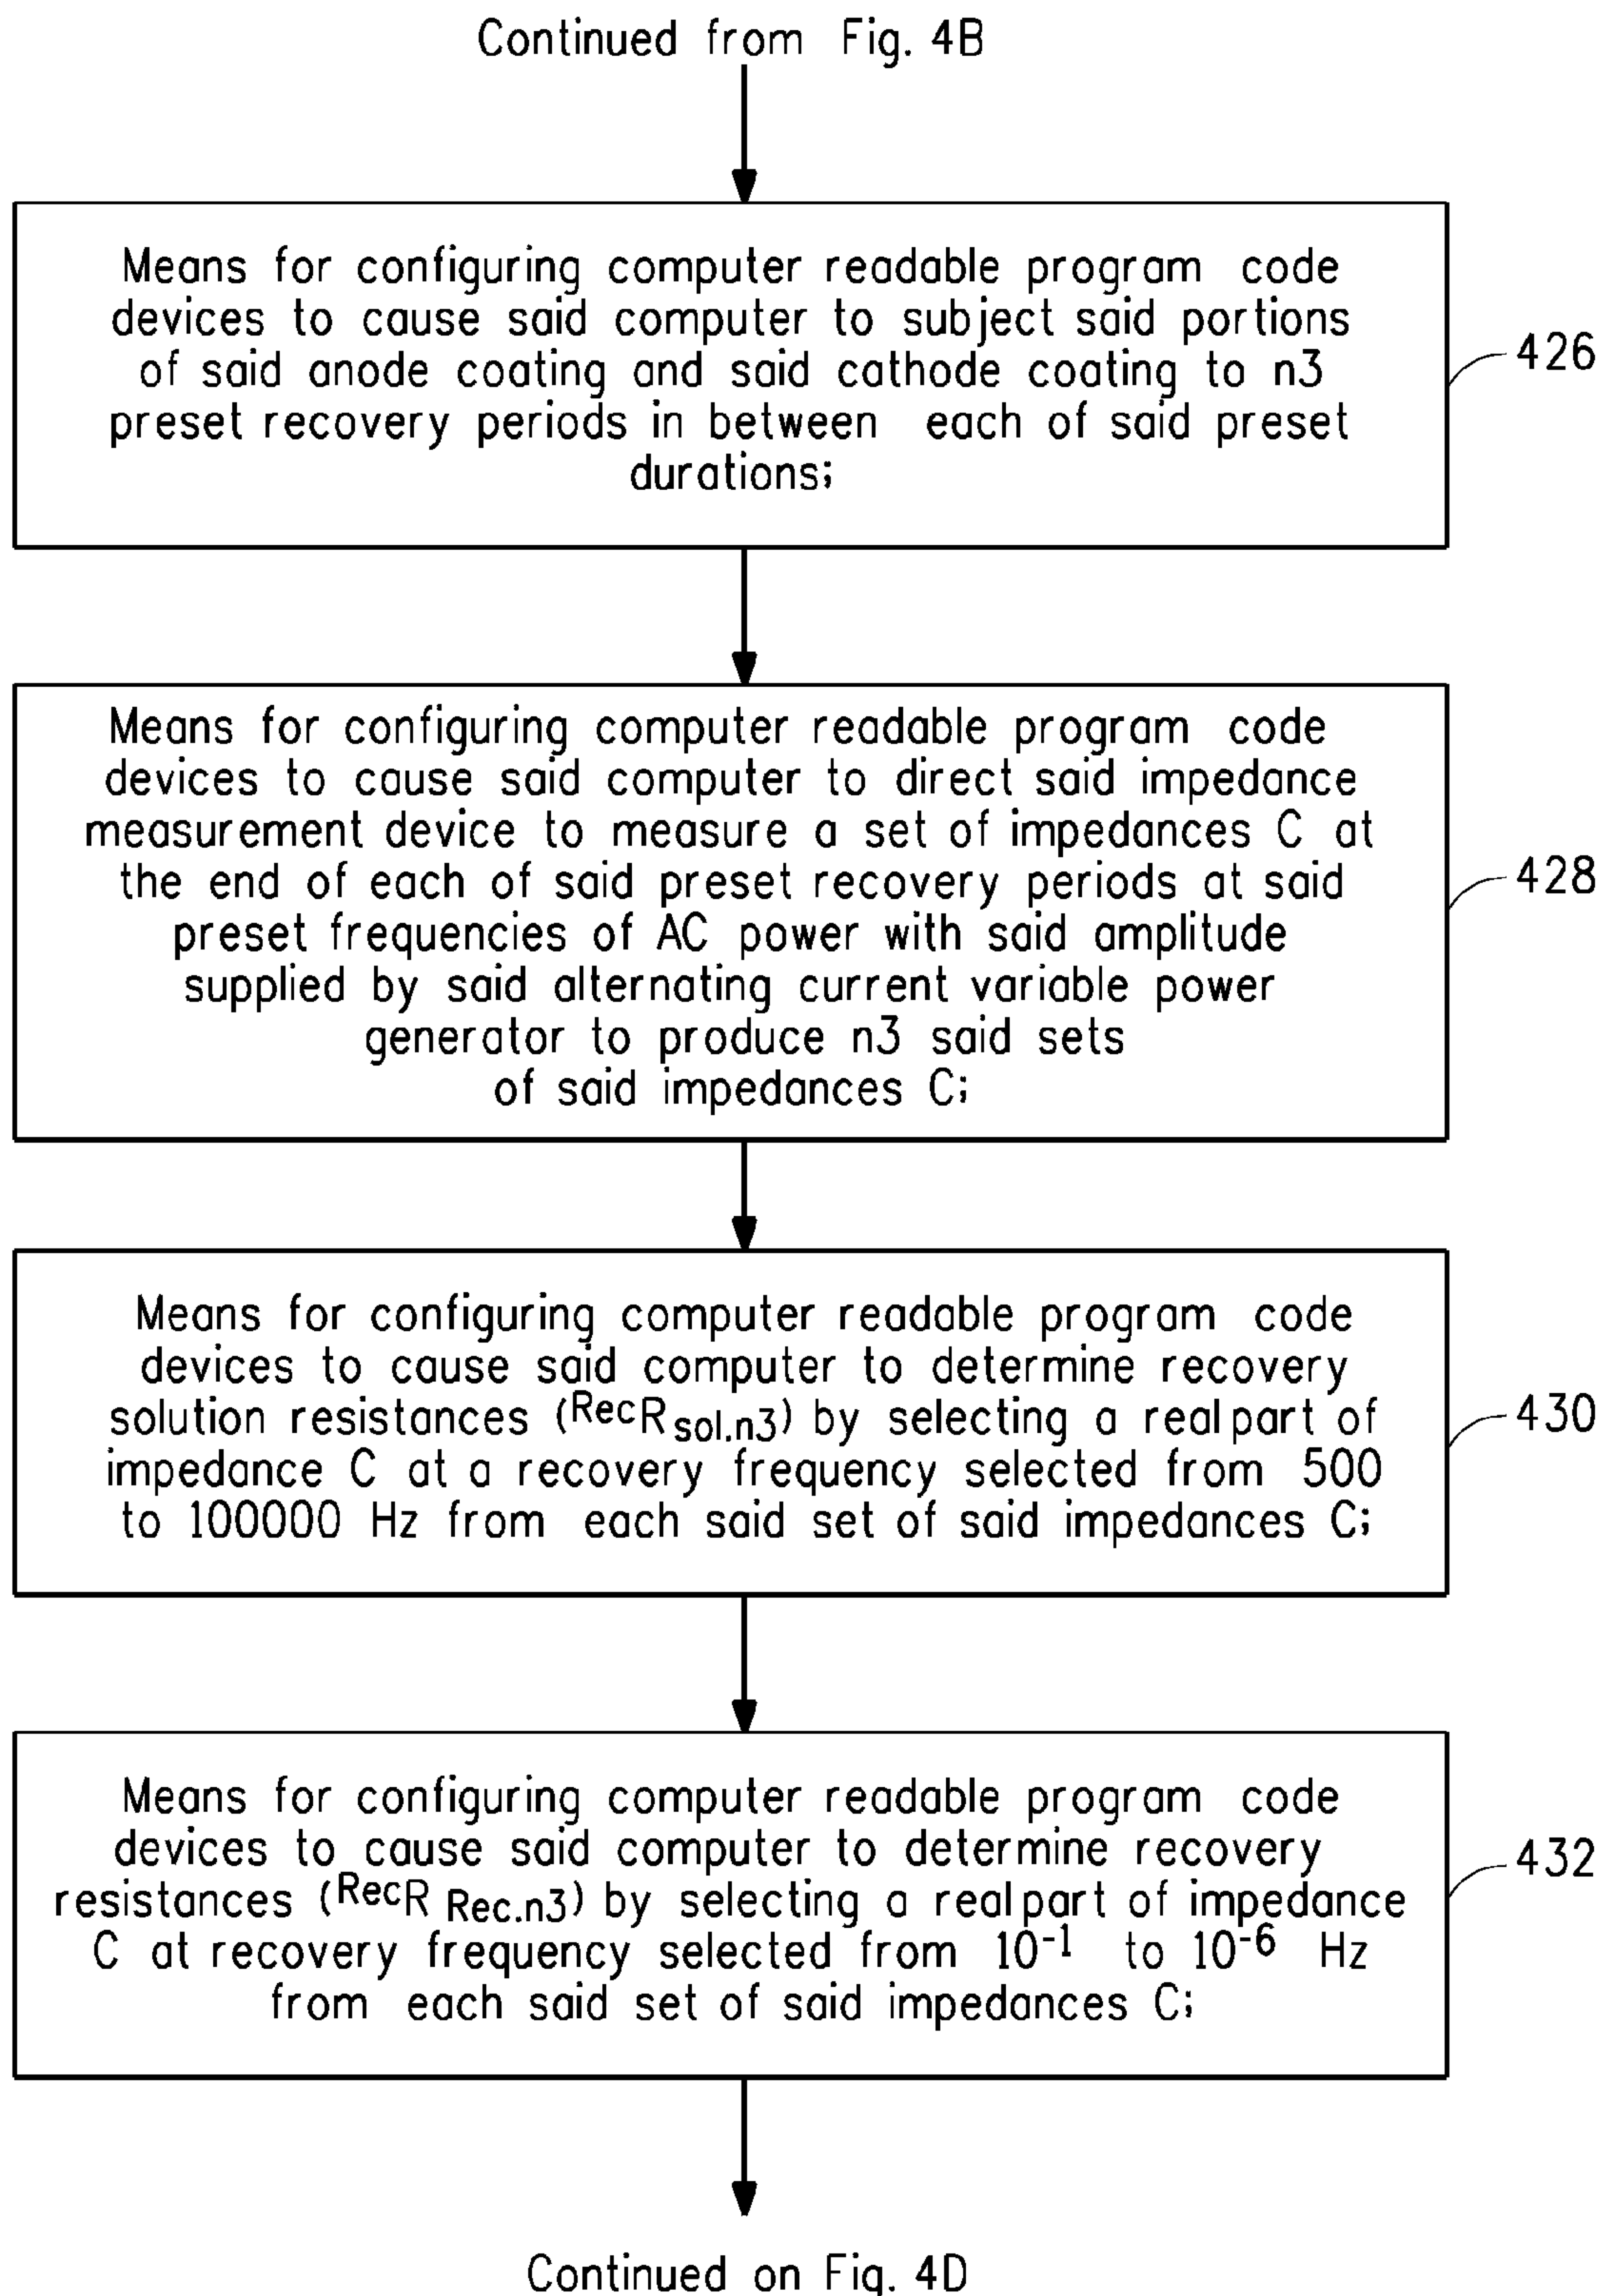 Continued from Fig. 4B
Means for configuring computer readable program code
devices to cause said computer to subject said portions
of said anode coating and said cathode coating to n3
preset recovery periods in between each of said preset
durations;
426
Means for configuring computer readable program code
devices to cause said computer to direct said impedance
measurement device to measure a set of impedances C at
the end of each of said preset recovery periods at said
preset frequencies of AC power with said amplitude
supplied by said alternating current variable power
generator to produce n3 said sets
of said impedances C;
428
Means for configuring computer readable program code
devices to cause said computer to determine recovery
solution resistances (ᴿᵉᶜR sol.n3) by selecting a real part of
impedance C at a recovery frequency selected from 500
to 100000 Hz from each said set of said impedances C;
430
Means for configuring computer readable program code
devices to cause said computer to determine recovery
resistances (ᴿᵉᶜR Rec.n3) by selecting a real part of impedance
C at recovery frequency selected from 10⁻¹ to 10⁻⁶ Hz
from each said set of said impedances C;
432
Continued on Fig. 4D